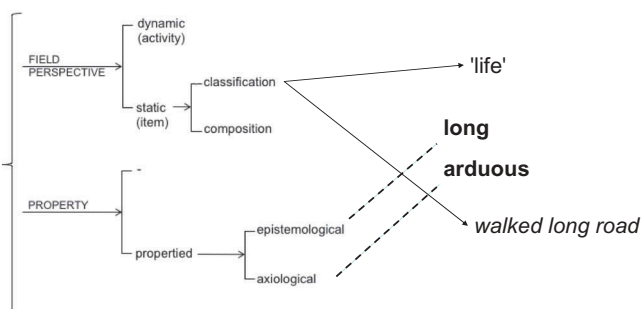 dynamic
(activity)
FIELD
PERSPECTIVE
'life'
classification
static
(item)
composition
long
arduous
-
PROPERTY
walked long road
epistemological
propertied
axiological